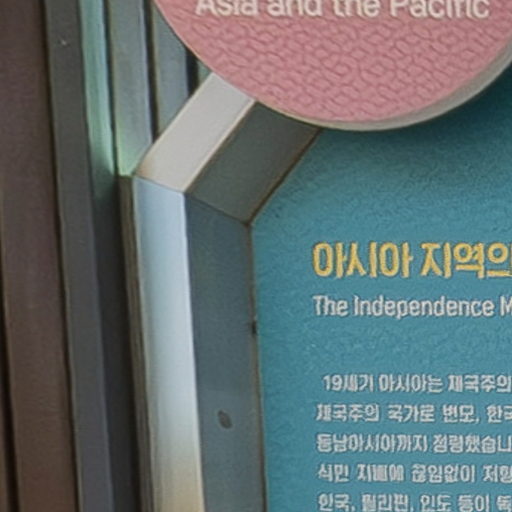 Asia and the Pacific
아시아 지역의
The Independence M
19세기 아시아는 제국주의
제국주의 국가로 변모, 한국
동남아시아까지 점령했습니
식민 지배에 끊임없이 저항
인국, 필리핀, 인도 등이 독